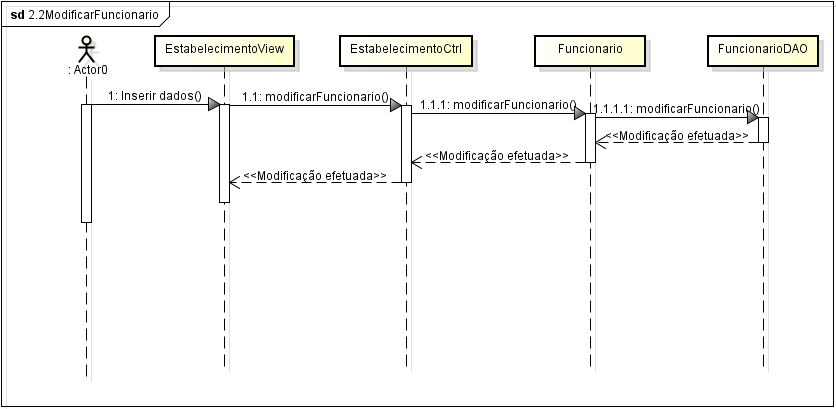 sd 2.2ModificarFuncionario
: Actor0
EstabelecimentoView
EstabelecimentoCtrl
Funcionario
FuncionarioDAO
1: Inserir dados()
1.1: modificarFuncionario()
1.1.1: modificarFuncionario()
1.1.1.1: modificarFuncionario()
<<Modificação efetuada>>
<<Modificação efetuada>>
<<Modificação efetuada>>